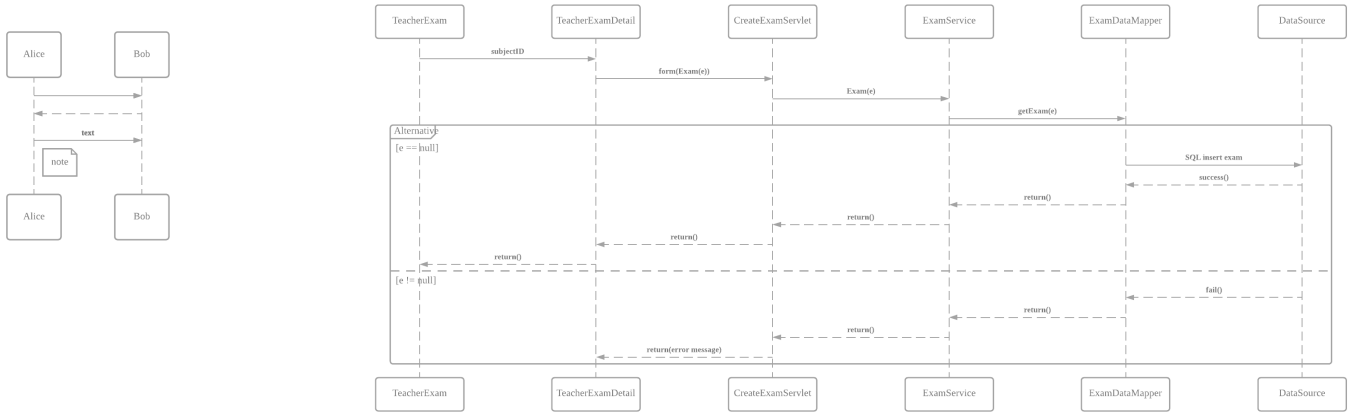 Alice
Bob
text
note
Alice
Bob
TeacherExam
TeacherExamDetail
CreateExamServlet
ExamService
ExamDataMapper
DataSource
subjectID
form(Exam(e))
Exam(e)
getExam(e)
Alternative
[e == null]
SQL insert exam
success()
return()
return()
return()
return()
[e != null]
fail()
return()
return()
return(error message)
TeacherExam
TeacherExamDetail
CreateExamServlet
ExamService
ExamDataMapper
DataSource